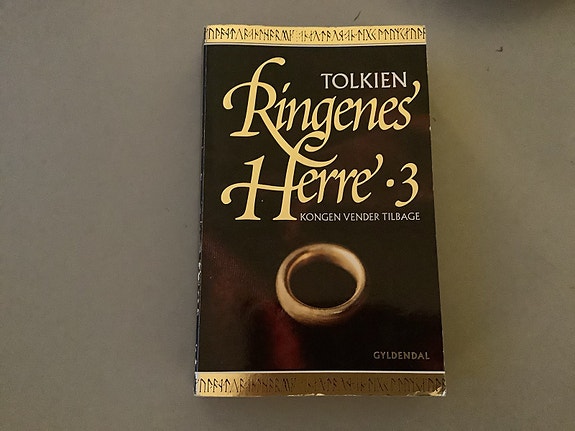 TOLKIEN
Ringenes
Herre · 3
KONGEN VENDER TILBAGE
GYLDENDAL